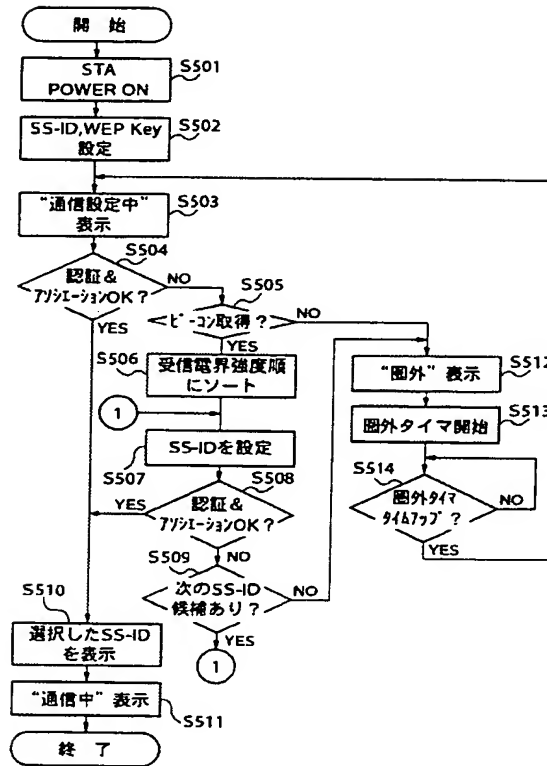 開 始
STA
POWER ON
S501
SS-ID,WEP Key
設定
S502
“通信設定中”
表示
S503
S504
認証&
ｱｿｼｴｰｼｮﾝOK？
NO
YES
S505
ﾋﾞｰｺﾝ取得？
NO
YES
S506
受信電界強度順
にソート
1
SS-IDを設定
S507
S508
認証&
ｱｿｼｴｰｼｮﾝOK？
YES
NO
S509
次のSS-ID
候補あり？
NO
YES
1
S510
選択したSS-ID
を表示
“通信中” 表示
S511
終 了
“圏外” 表示
S512
圏外タイマ開始
S513
S514
圏外ﾀｲﾏ
ﾀｲﾑｱｯﾌﾟ？
NO
YES